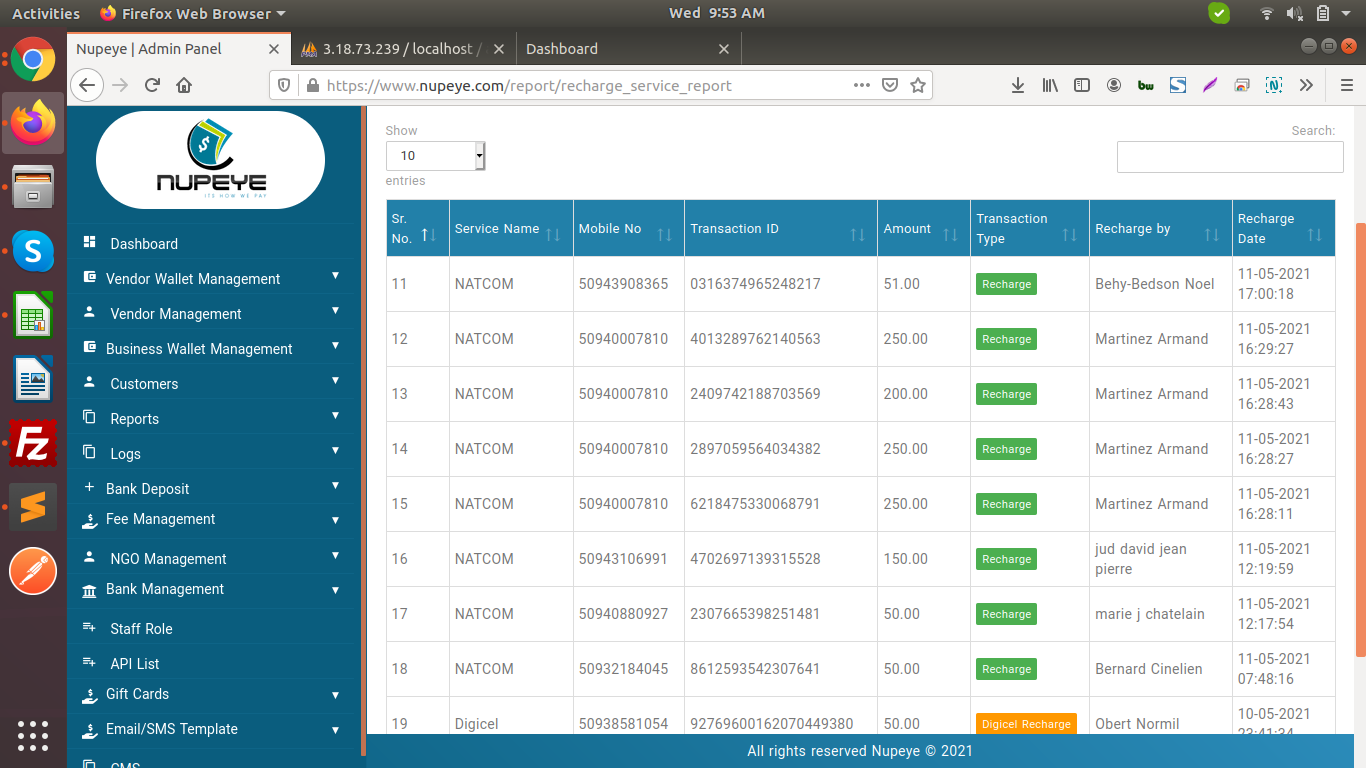 Activities Firefox Web Browser Wed 9:53 AM
Nupeye | Admin Panel 3.18.73.239 / localhost / Dashboard
https://www.nupeye.com/report/recharge_service_report
bw S N
S
Fz
$
NUPEYE
ITS HOW WE PAY
Dashboard
Vendor Wallet Management
Vendor Management
Business Wallet Management
Customers
Reports
Logs
Bank Deposit
Fee Management
NGO Management
Bank Management
Staff Role
API List
Gift Cards
Email/SMS Template
CMS
Show
10
entries
Search:
Sr. No. Service Name Mobile No Transaction ID Amount Transaction Type Recharge by Recharge Date
11 NATCOM 50943908365 0316374965248217 51.00 Recharge Behy-Bedson Noel 11-05-2021 17:00:18
12 NATCOM 50940007810 4013289762140563 250.00 Recharge Martinez Armand 11-05-2021 16:29:27
13 NATCOM 50940007810 2409742188703569 200.00 Recharge Martinez Armand 11-05-2021 16:28:43
14 NATCOM 50940007810 2897059564034382 250.00 Recharge Martinez Armand 11-05-2021 16:28:27
15 NATCOM 50940007810 6218475330068791 250.00 Recharge Martinez Armand 11-05-2021 16:28:11
16 NATCOM 50943106991 4702697139315528 150.00 Recharge jud david jean pierre 11-05-2021 12:19:59
17 NATCOM 50940880927 2307665398251481 50.00 Recharge marie j chatelain 11-05-2021 12:17:54
18 NATCOM 50932184045 8612593542307641 50.00 Recharge Bernard Cinelien 11-05-2021 07:48:16
19 Digicel 50938581054 92769600162070449380 50.00 Digicel Recharge Obert Normil 10-05-2021 23:41:34
All rights reserved Nupeye © 2021